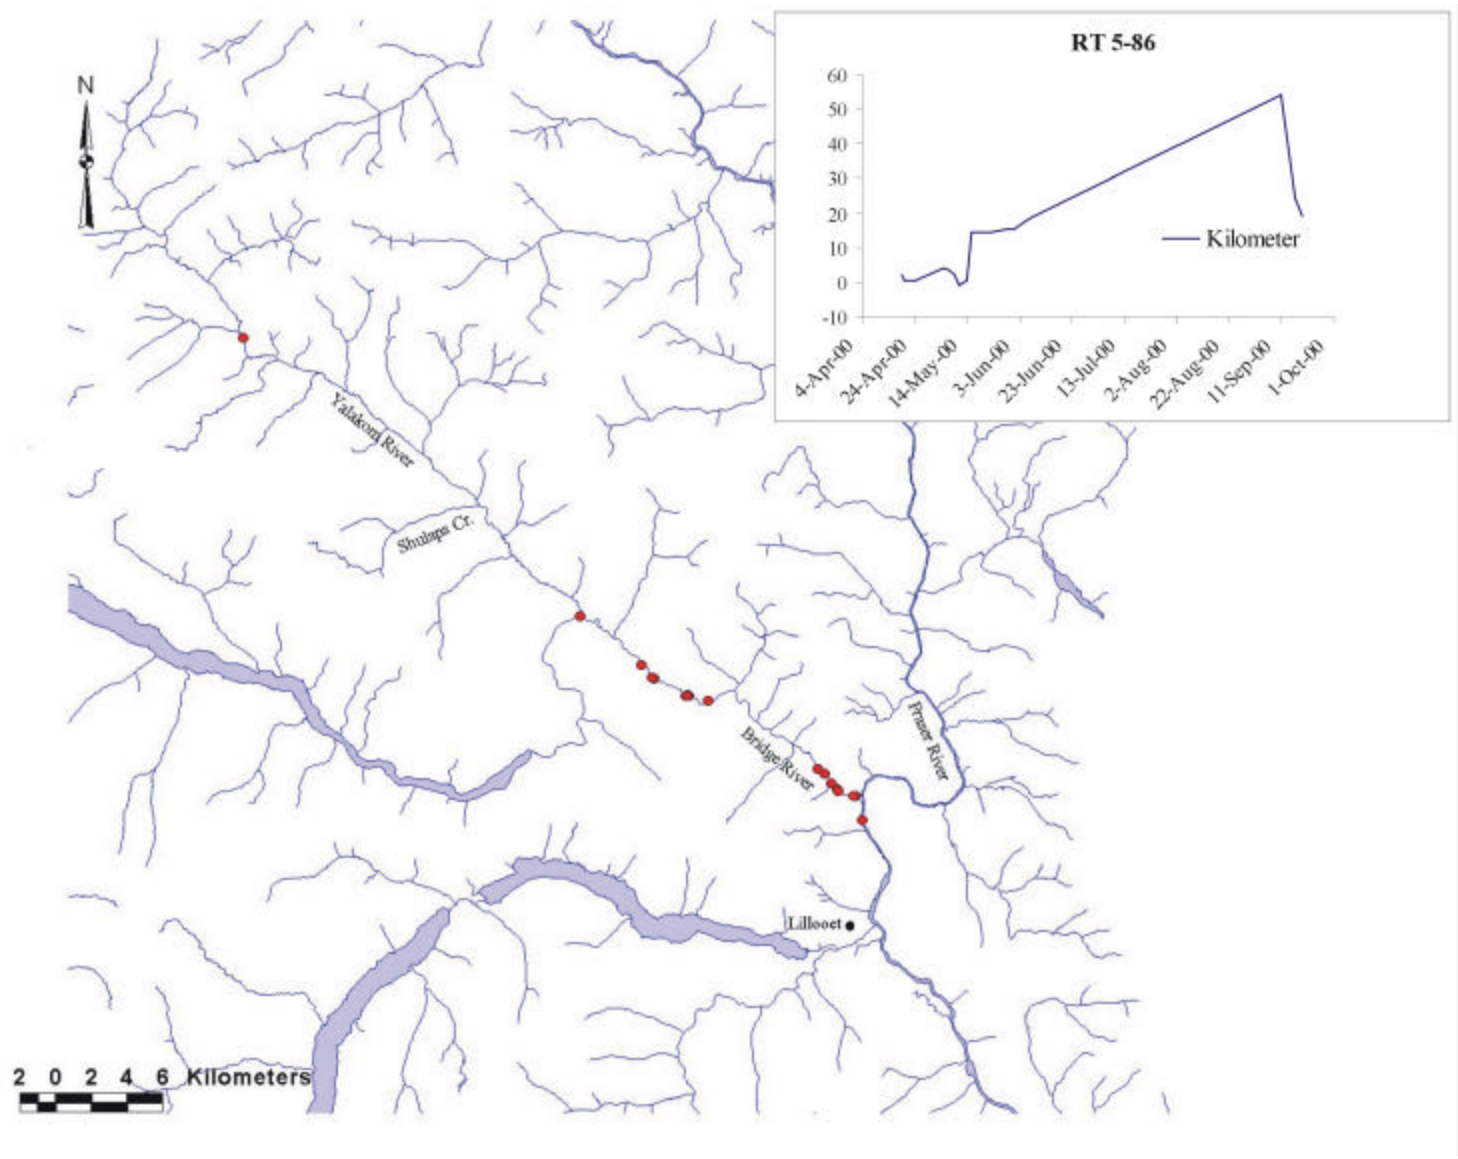 RT 5-86
60
50
40
30
20
10
0
-10
Kilometer
4-Apr-00
24-Apr-00
14-May-00
3-Jun-00
23-Jun-00
13-Jul-00
2-Aug-00
22-Aug-00
11-Sep-00
1-Oct-00
N
Yalakom River
Shulaps Cr.
Bridge River
Fraser River
Lillooet
2 0 2 4 6 Kilometers